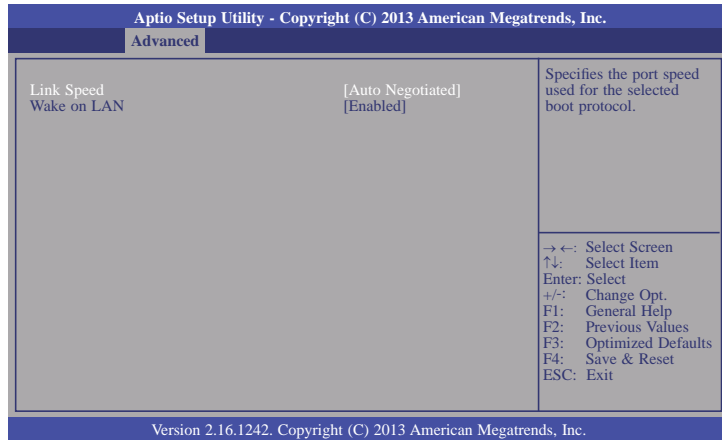 Aptio Setup Utility - Copyright (C) 2013 American Megatrends, Inc.
Advanced
Link Speed [Auto Negotiated]
Wake on LAN [Enabled]
Specifies the port speed
used for the selected
boot protocol.
→ ←: Select Screen
↑↓: Select Item
Enter: Select
+/-: Change Opt.
F1: General Help
F2: Previous Values
F3: Optimized Defaults
F4: Save & Reset
ESC: Exit
Version 2.16.1242. Copyright (C) 2013 American Megatrends, Inc.